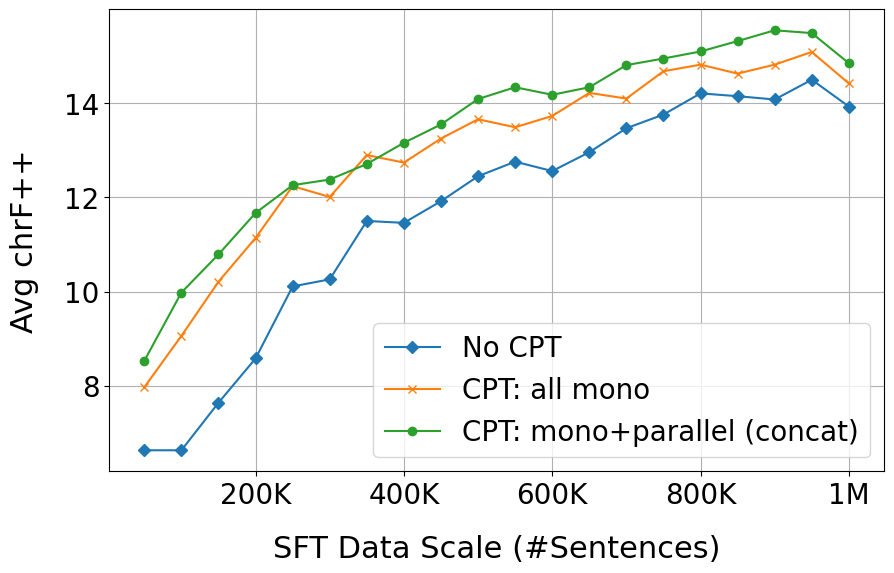 Avg chrF++
14
12
10
8
No CPT
CPT: all mono
CPT: mono+parallel (concat)
200K 400K 600K 800K 1M
SFT Data Scale (#Sentences)